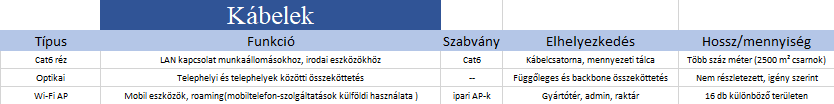 Kábelek
Típus Funkció Szabvány Elhelyezkedés Hossz/mennyiség
Cat6 réz LAN kapcsolat munkaállomásokhoz, irodai eszközökhöz Cat6 Kábelcsatorna, mennyezeti tálca Több száz méter (2500 m² csarnok)
Optikai Telephelyi és telephelyek közötti összeköttetés -- Függőleges és backbone összeköttetés Nem részletezett, igény szerint
Wi-Fi AP Mobil eszközök, roaming(mobiltelefon-szolgáltatások külföldi használata ) ipari AP-k Gyártótér, admin, raktár 16 db különböző területen